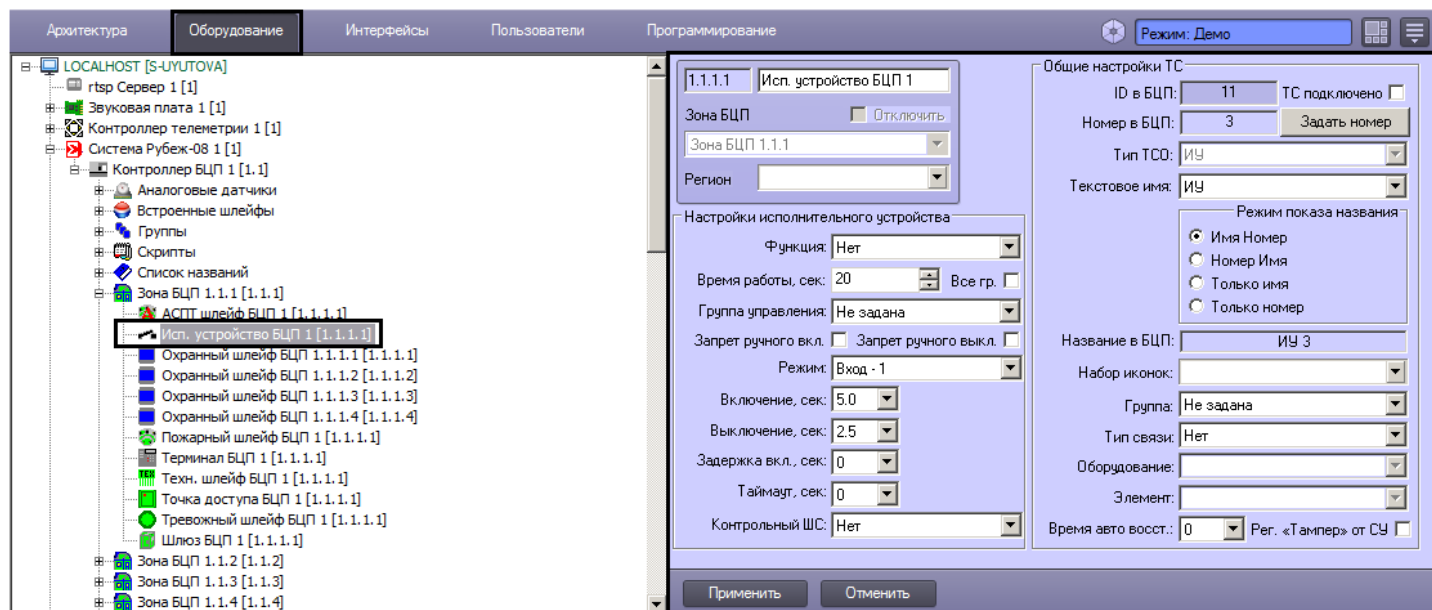 Архитектура Оборудование Интерфейсы Пользователи Программирование Режим: Демо
LOCALHOST [S-UYUTOVA]
rtsp Сервер 1 [1]
Звуковая плата 1 [1]
Контроллер телеметрии 1 [1]
Система Рубеж-08 1 [1]
Контроллер БЦП 1 [1.1]
Аналоговые датчики
Встроенные шлейфы
Группы
Скрипты
Список названий
Зона БЦП 1.1.1 [1.1.1]
АСПТ шлейф БЦП 1 [1.1.1.1]
Исп. устройство БЦП 1 [1.1.1.1]
Охранный шлейф БЦП 1.1.1.1 [1.1.1.1]
Охранный шлейф БЦП 1.1.1.2 [1.1.1.2]
Охранный шлейф БЦП 1.1.1.3 [1.1.1.3]
Охранный шлейф БЦП 1.1.1.4 [1.1.1.4]
Пожарный шлейф БЦП 1 [1.1.1.1]
Терминал БЦП 1 [1.1.1.1]
Техн. шлейф БЦП 1 [1.1.1.1]
Точка доступа БЦП 1 [1.1.1.1]
Тревожный шлейф БЦП 1 [1.1.1.1]
Шлюз БЦП 1 [1.1.1.1]
Зона БЦП 1.1.2 [1.1.2]
Зона БЦП 1.1.3 [1.1.3]
Зона БЦП 1.1.4 [1.1.4]
1.1.1.1 Исп. устройство БЦП 1
Зона БЦП Отключить
Зона БЦП 1.1.1
Регион
Настройки исполнительного устройства
Функция: Нет
Время работы, сек: 20 Все гр.
Группа управления: Не задана
Запрет ручного вкл. Запрет ручного выкл.
Режим: Вход - 1
Включение, сек: 5.0
Выключение, сек: 2.5
Задержка вкл., сек: 0
Таймаут, сек: 0
Контрольный ШС: Нет
Общие настройки ТС
ID в БЦП: 11 ТС подключено
Номер в БЦП: 3 Задать номер
Тип ТСО: ИУ
Текстовое имя: ИУ
Режим показа названия
Имя Номер
Номер Имя
Только имя
Только номер
Название в БЦП: ИУ 3
Набор иконок:
Группа: Не задана
Тип связи: Нет
Оборудование:
Элемент:
Время авто восст.: 0 Рег. «Тампер» от СУ
Применить Отменить